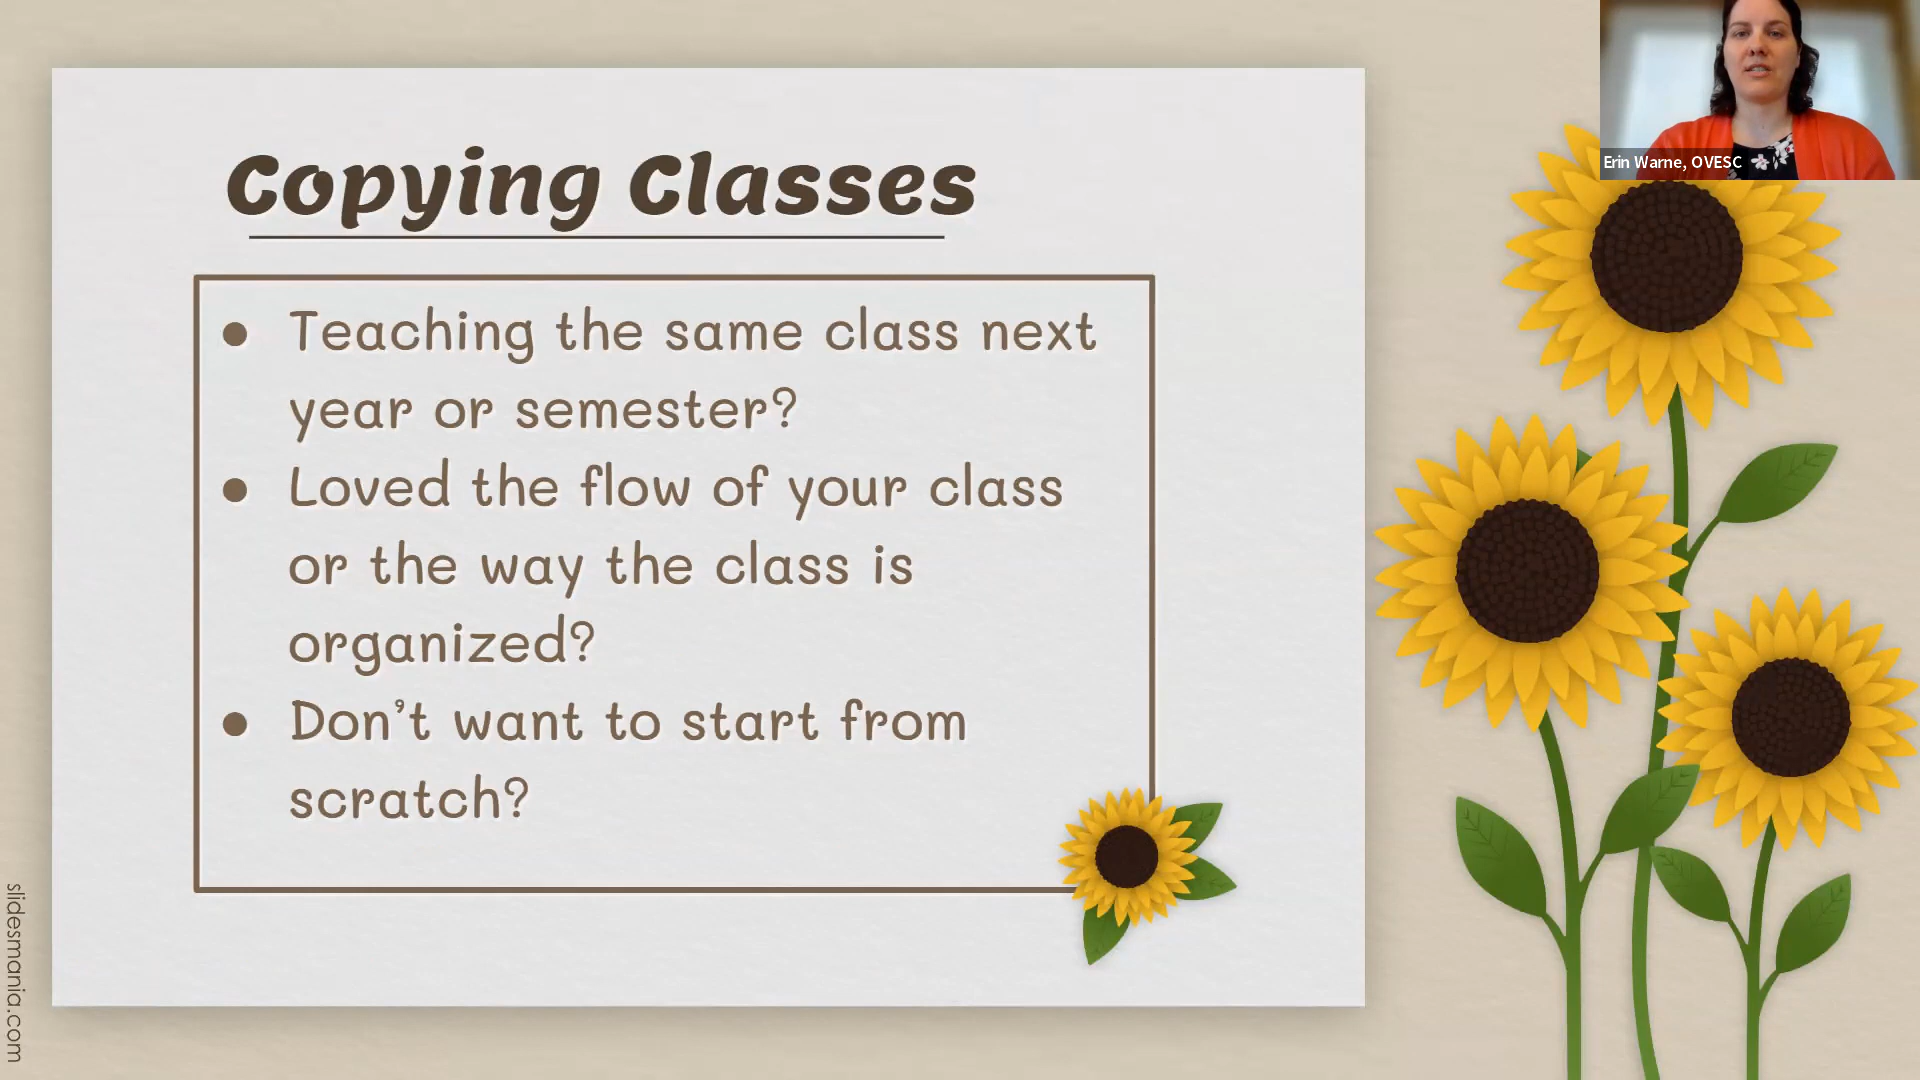 Copying Classes
● Teaching the same class next
year or semester?
● Loved the flow of your class
or the way the class is
organized?
● Don’t want to start from
scratch?
Erin Warne, OVESC
slidesmania.com